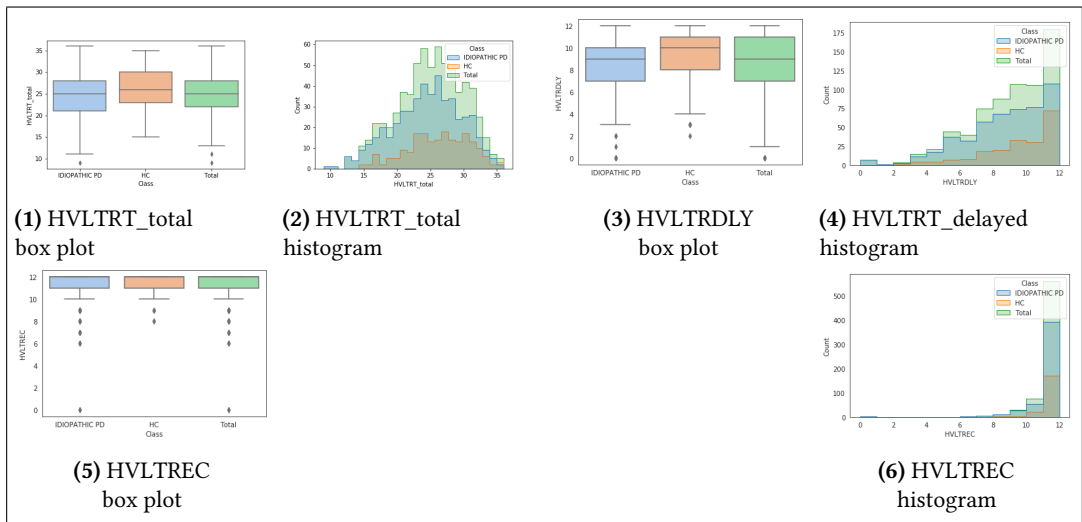 HVLTRT_total
35
30
25
20
15
10
IDIOPATHIC PD HC Total
Class
(1) HVLTRT_total
box plot
Count
60
50
40
30
20
10
0
Class
IDIOPATHIC PD
HC
Total
10 15 20 25 30 35
HVLTRT_total
(2) HVLTRT_total
histogram
HVLTRDLY
12
10
8
6
4
2
0
IDIOPATHIC PD HC Total
Class
(3) HVLTRDLY
box plot
Count
175
150
125
100
75
50
25
0
Class
IDIOPATHIC PD
HC
Total
0 2 4 6 8 10 12
HVLTRDLY
(4) HVLTRT_delayed
histogram
HVLTREC
12
10
8
6
4
2
0
IDIOPATHIC PD HC Total
Class
(5) HVLTREC
box plot
Count
500
400
300
200
100
0
Class
IDIOPATHIC PD
HC
Total
0 2 4 6 8 10 12
HVLTREC
(6) HVLTREC
histogram